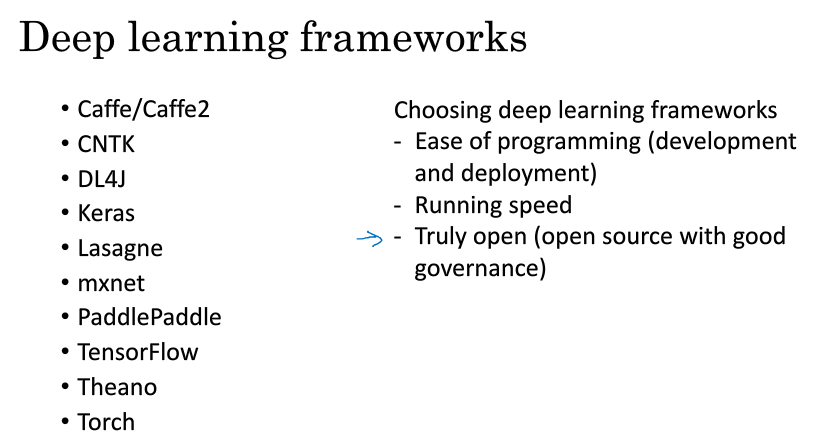 Deep learning frameworks
• Caffe/Caffe2
• CNTK
• DL4J
• Keras
• Lasagne
• mxnet
• PaddlePaddle
• TensorFlow
• Theano
• Torch
Choosing deep learning frameworks
- Ease of programming (development
and deployment)
- Running speed
- Truly open (open source with good
governance)